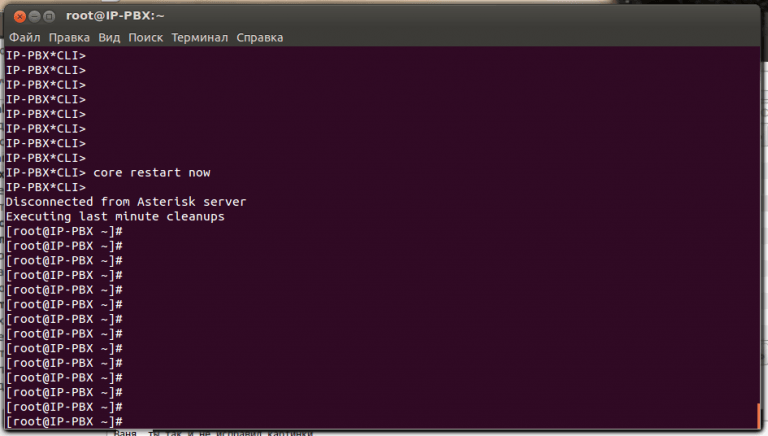 root@IP-PBX:~
Файл Правка Вид Поиск Терминал Справка
IP-PBX*CLI>
IP-PBX*CLI>
IP-PBX*CLI>
IP-PBX*CLI>
IP-PBX*CLI>
IP-PBX*CLI>
IP-PBX*CLI>
IP-PBX*CLI>
IP-PBX*CLI> core restart now
IP-PBX*CLI>
Disconnected from Asterisk server
Executing last minute cleanups
[root@IP-PBX ~]#
[root@IP-PBX ~]#
[root@IP-PBX ~]#
[root@IP-PBX ~]#
[root@IP-PBX ~]#
[root@IP-PBX ~]#
[root@IP-PBX ~]#
[root@IP-PBX ~]#
[root@IP-PBX ~]#
[root@IP-PBX ~]#
[root@IP-PBX ~]#
[root@IP-PBX ~]#
[root@IP-PBX ~]#
[root@IP-PBX ~]#